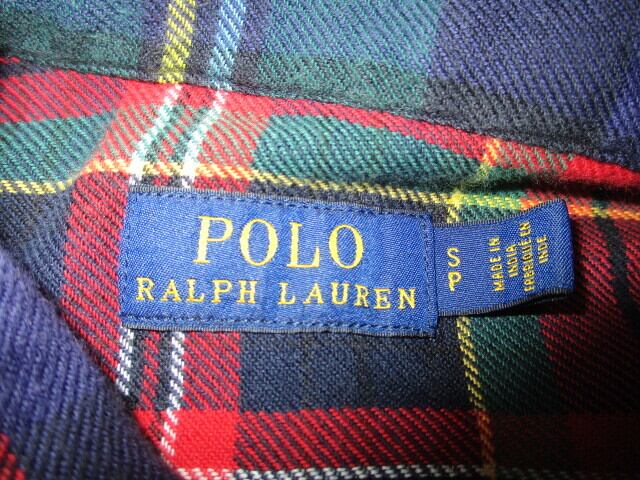 POLO
RALPH LAUREN
S
P
MADE IN
INDIA
FABRIQUÉ EN
INDE